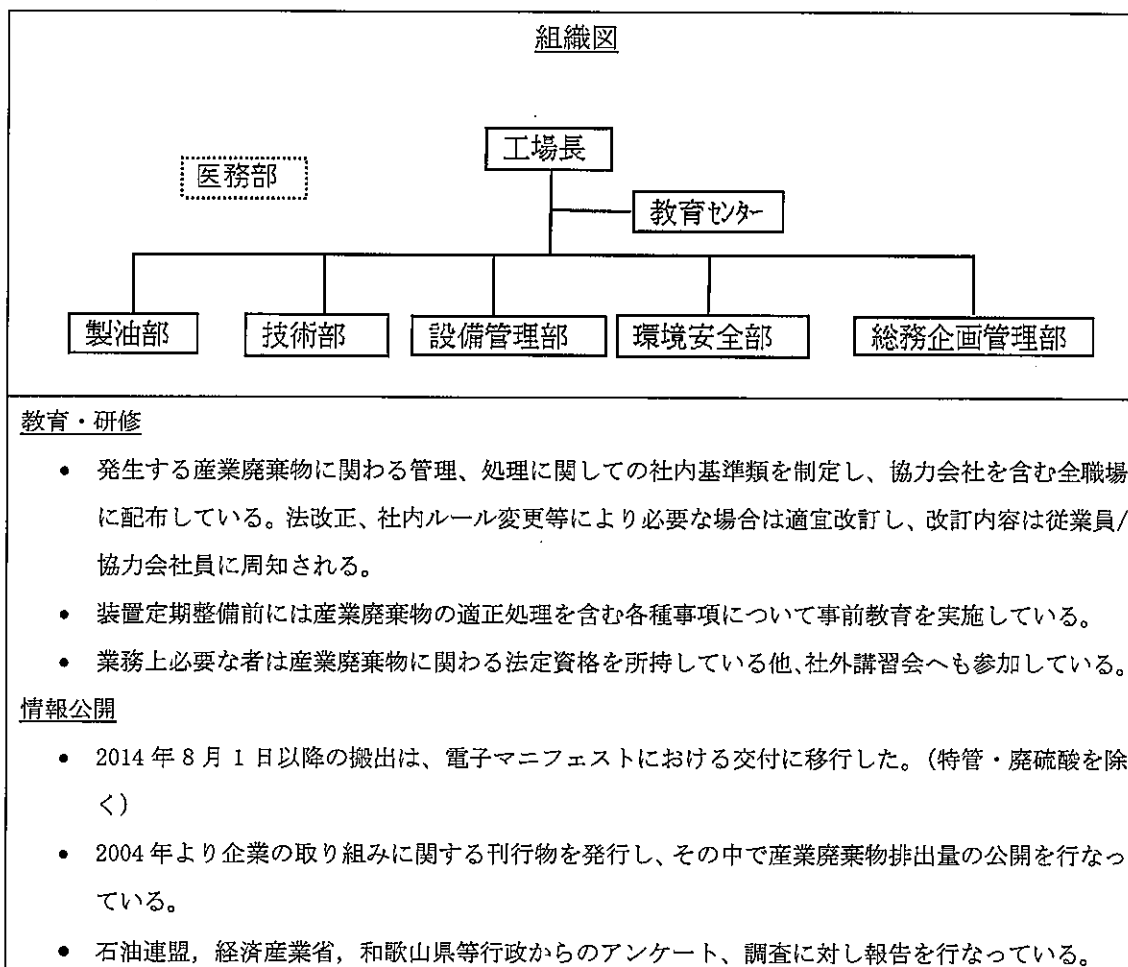 組織図
工場長
医務部
教育センター
製油部
技術部
設備管理部
環境安全部
総務企画管理部
教育・研修
• 発生する産業廃棄物に関わる管理、処理に関しての社内基準類を制定し、協力会社を含む全職場
に配布している。法改正、社内ルール変更等により必要な場合は適宜改訂し、改訂内容は従業員/
協力会社員に周知される。
• 装置定期整備前には産業廃棄物の適正処理を含む各種事項について事前教育を実施している。
• 業務上必要な者は産業廃棄物に関わる法定資格を所持している他、社外講習会へも参加している。
情報公開
• 2014年8月1日以降の搬出は、電子マニフェストにおける交付に移行した。(特管・廃硫酸を除
く)
• 2004年より企業の取り組みに関する刊行物を発行し、その中で産業廃棄物排出量の公開を行なっ
ている。
• 石油連盟，経済産業省，和歌山県等行政からのアンケート、調査に対し報告を行なっている。